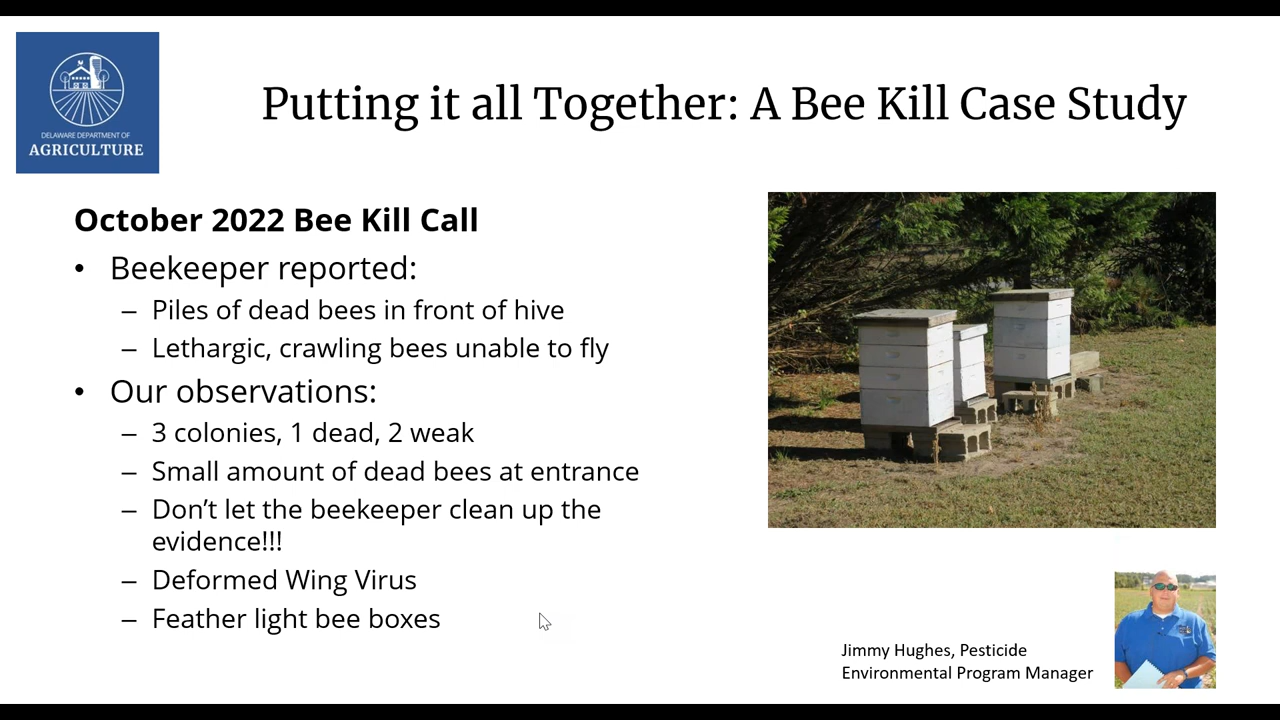 DELAWARE DEPARTMENT OF
AGRICULTURE
Putting it all Together: A Bee Kill Case Study
October 2022 Bee Kill Call
• Beekeeper reported:
– Piles of dead bees in front of hive
– Lethargic, crawling bees unable to fly
• Our observations:
– 3 colonies, 1 dead, 2 weak
– Small amount of dead bees at entrance
– Don’t let the beekeeper clean up the
evidence!!!
– Deformed Wing Virus
– Feather light bee boxes
Jimmy Hughes, Pesticide
Environmental Program Manager